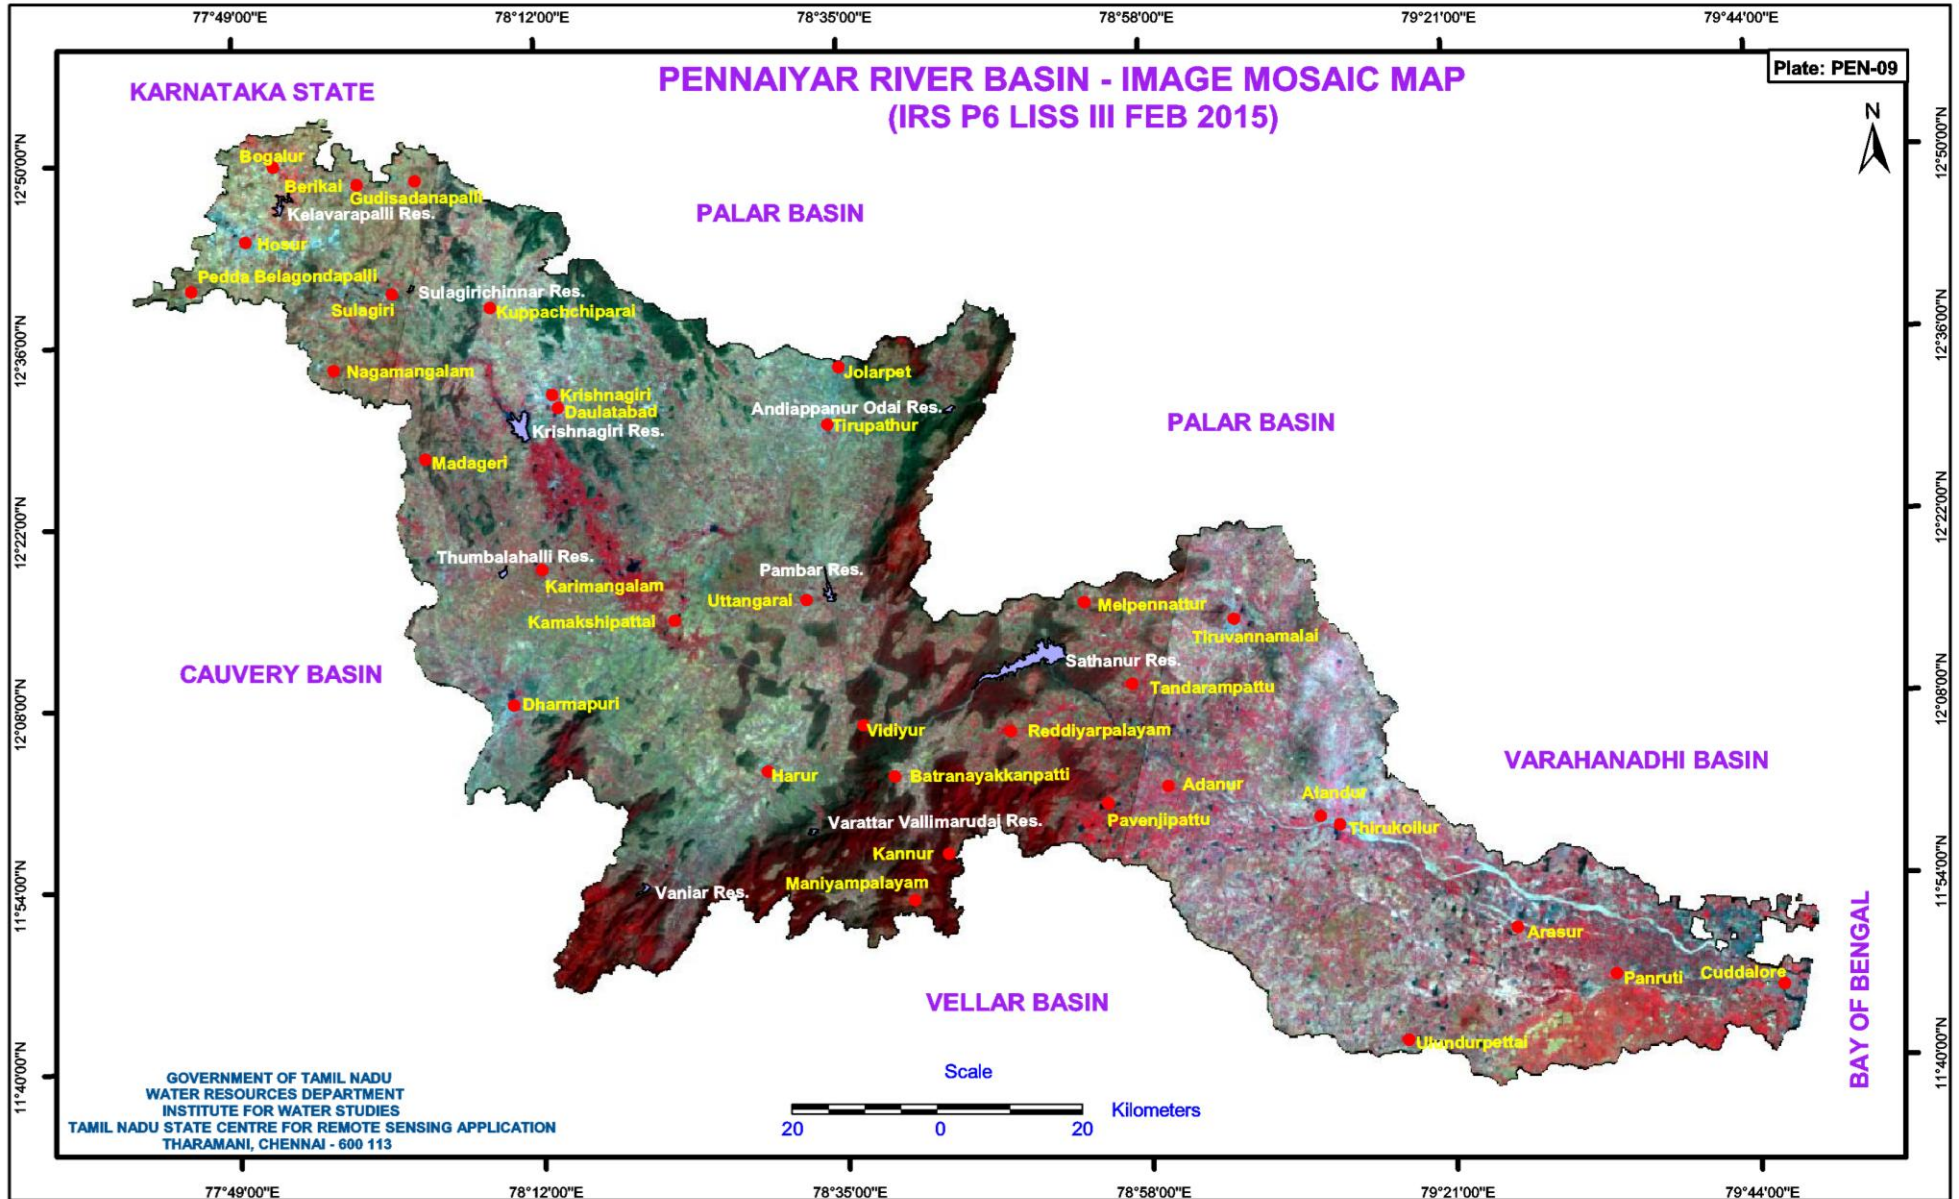 77°49'00"E 78°12'00"E 78°35'00"E 78°58'00"E 79°21'00"E 79°44'00"E
Plate: PEN-09
PENNAIYAR RIVER BASIN - IMAGE MOSAIC MAP
(IRS P6 LISS III FEB 2015)
KARNATAKA STATE
N
12°50'00"N
12°50'00"N
Bogalur
Berikai
Gudisadanapalli
Kelavarapalli Res.
PALAR BASIN
Hosur
Pedda Belagondapalli
Sulagirichinnar Res.
Sulagiri
Kuppachchiparai
12°36'00"N
12°36'00"N
Nagamangalam
Jolarpet
Krishnagiri
Daulatabad
Andiappanur Odai Res.
Tirupathur
Krishnagiri Res.
PALAR BASIN
Madageri
12°22'00"N
12°22'00"N
Thumbalahalli Res.
Karimangalam
Pambar Res.
Uttangarai
Kamakshipattai
Melpennattur
Tiruvannamalai
CAUVERY BASIN
Sathanur Res.
Tandarampattu
12°08'00"N
12°08'00"N
Dharmapuri
Vidiyur
Reddiyarpalayam
VARAHANADHI BASIN
Harur
Batranayakkanpatti
Adanur
Alandur
Pavenjipattu
Thirukoilur
Varattar Vallimarudai Res.
Kannur
Maniyampalayam
Vaniar Res.
11°54'00"N
11°54'00"N
Arasur
Panruti
Cuddalore
BAY OF BENGAL
VELLAR BASIN
Ulundurpettai
11°40'00"N
11°40'00"N
Scale
Kilometers
20 0 20
GOVERNMENT OF TAMIL NADU
WATER RESOURCES DEPARTMENT
INSTITUTE FOR WATER STUDIES
TAMIL NADU STATE CENTRE FOR REMOTE SENSING APPLICATION
THARAMANI, CHENNAI - 600 113
77°49'00"E 78°12'00"E 78°35'00"E 78°58'00"E 79°21'00"E 79°44'00"E